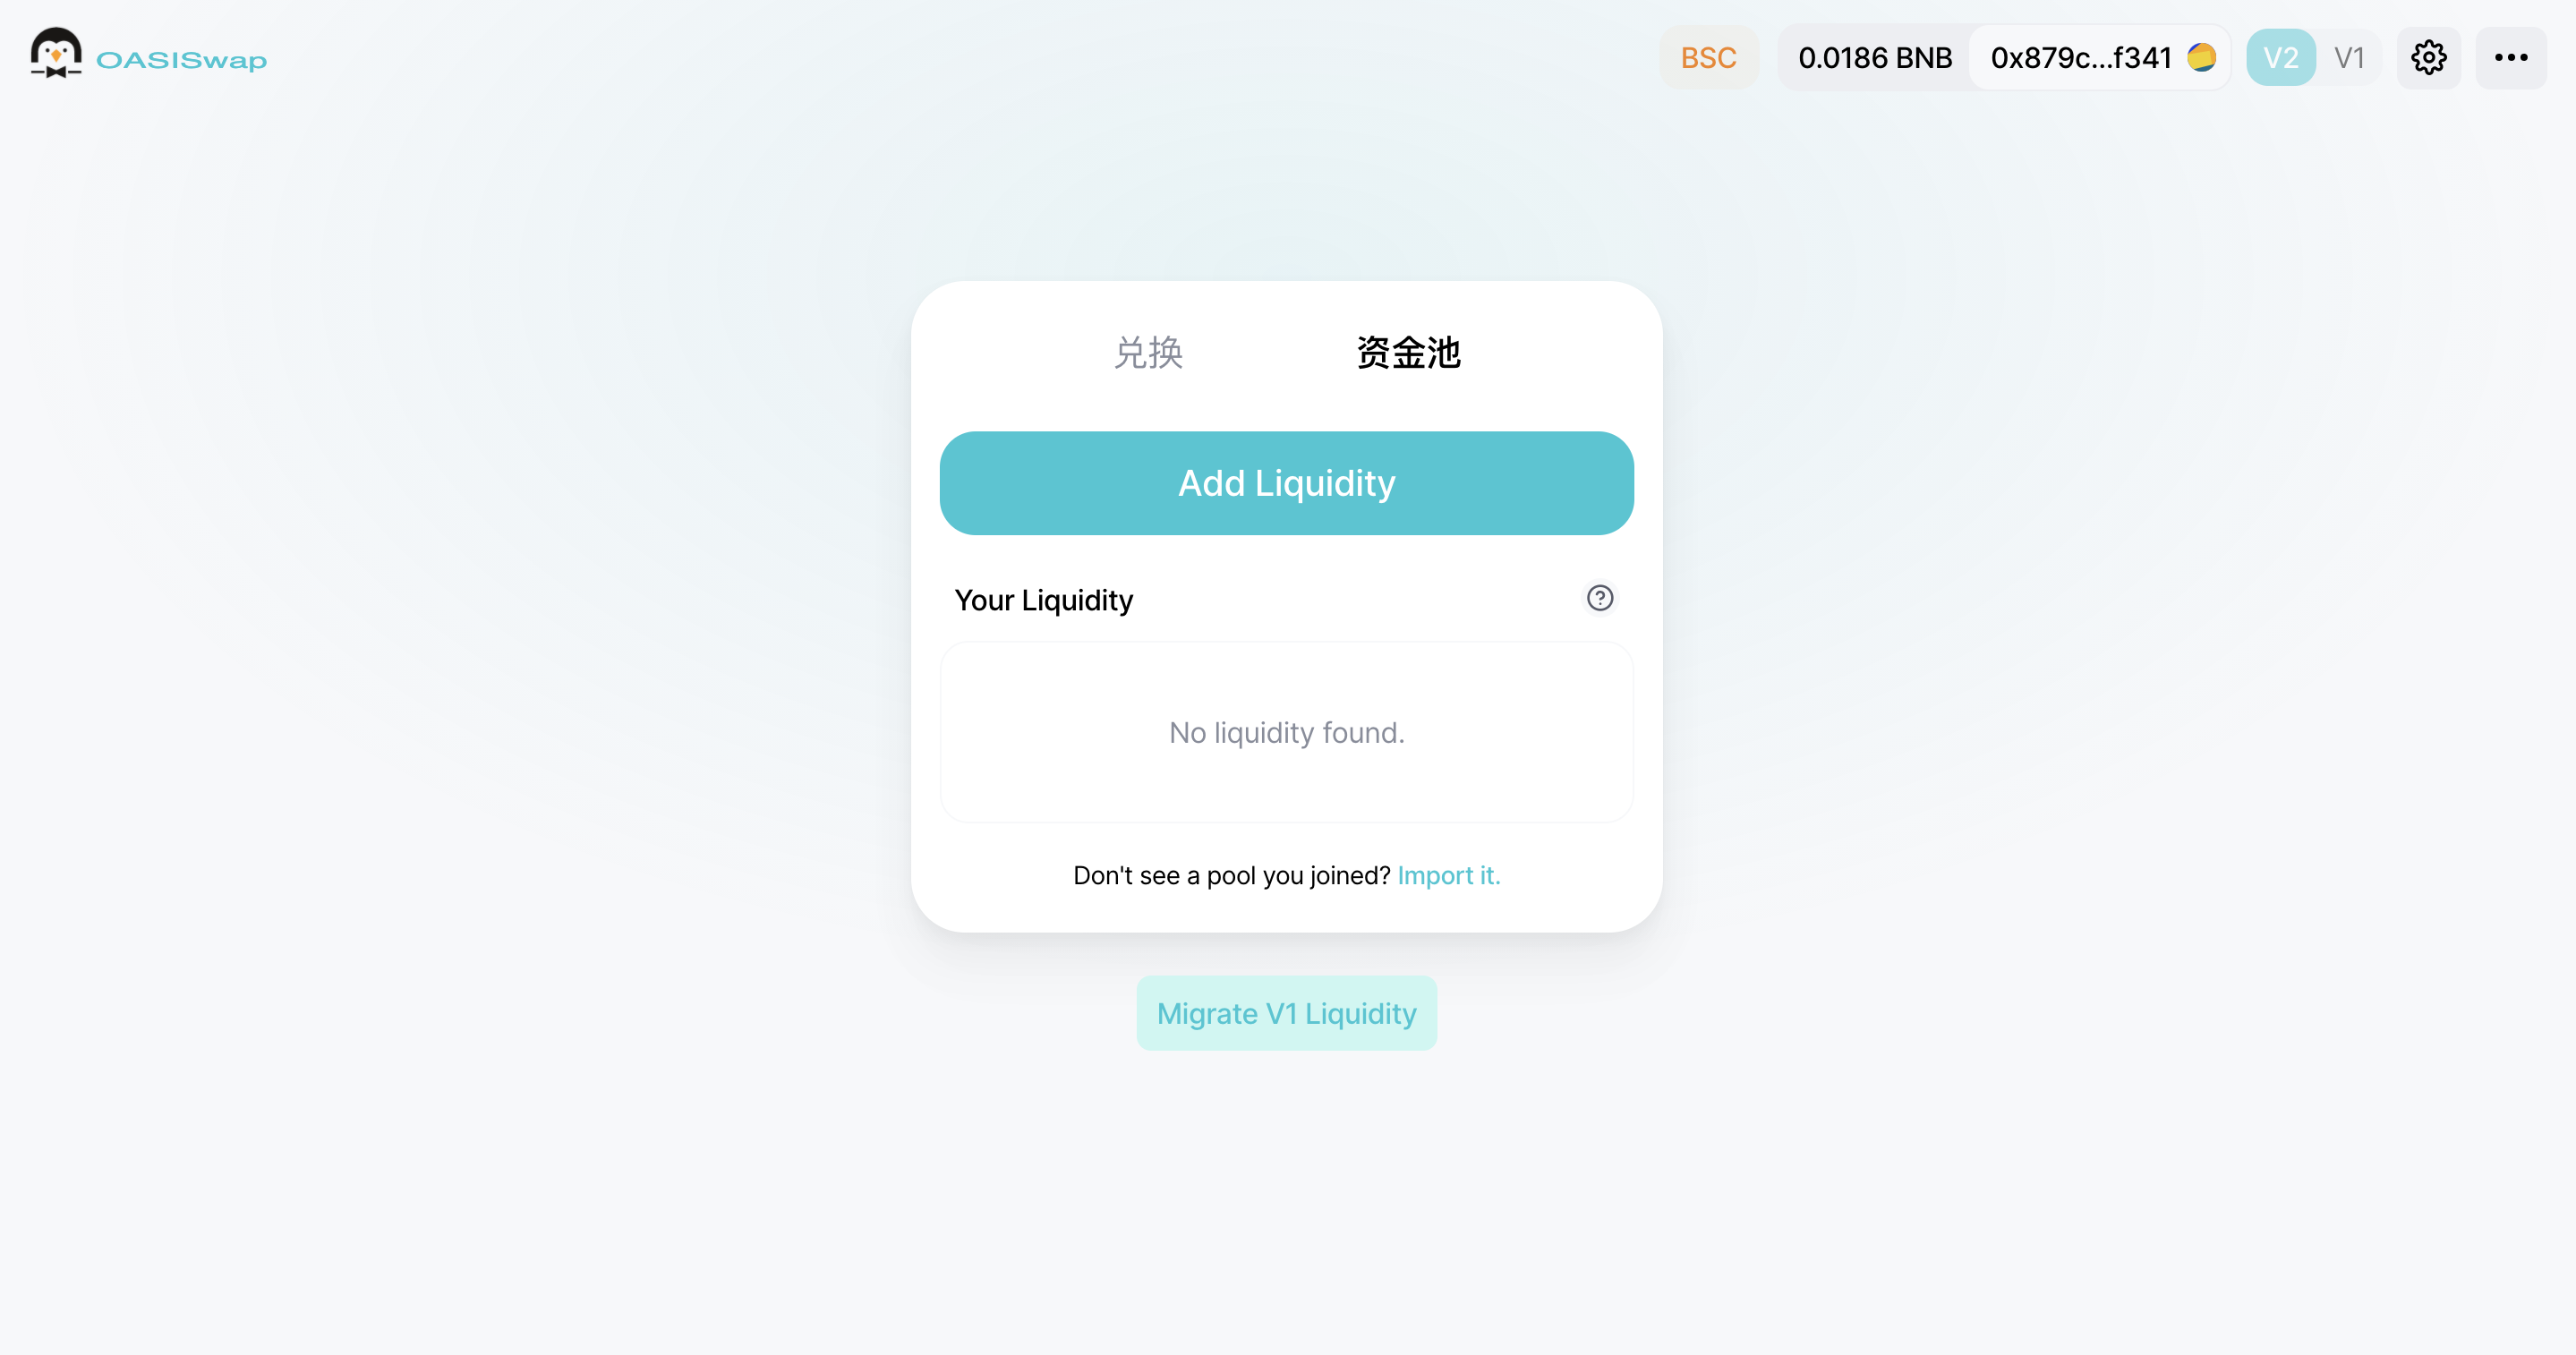 OASISwap
BSC
0.0186 BNB 0x879c...f341
V2 V1
兑换 资金池
Add Liquidity
Your Liquidity
No liquidity found.
Don't see a pool you joined? Import it.
Migrate V1 Liquidity